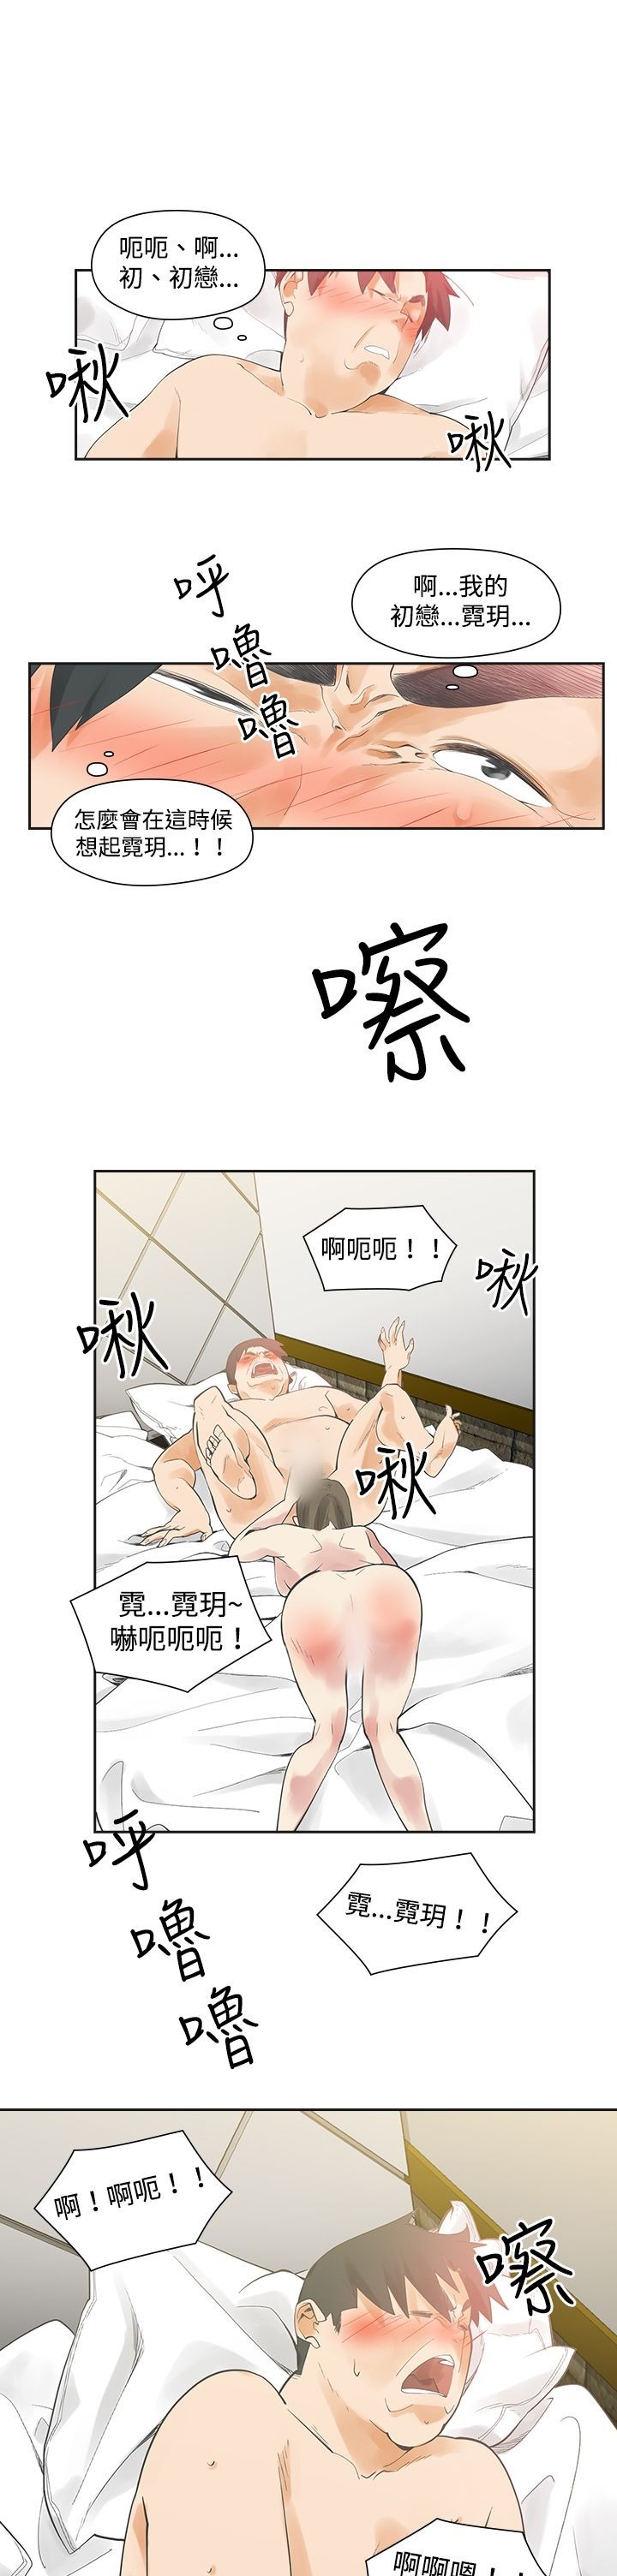 呃呃、啊...
初、初戀...
啾
啾
呼
嚕
嚕
啊...我的
初戀...霓玥...
怎麼會在這時候
想起霓玥...！！
嚓
啊呃呃！！
啾
啾
啾
霓...霓玥~
嚇呃呃呃！
呼
嚕
嚕
霓...霓玥！！
啊！啊呃！！
嚓
啊啊嗯！！